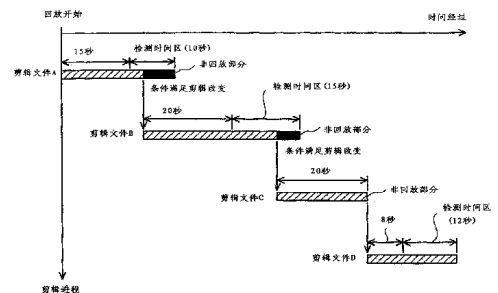 回放开始
时间经过
15秒
检测时间区(10秒)
非回放部分
剪辑文件A
条件满足剪辑改变
20秒
检测时间区(15秒)
非回放部分
剪辑文件B
条件满足剪辑改变
20秒
非回放部分
剪辑文件C
检测时间区
(12秒)
8秒
剪辑文件D
剪辑进程